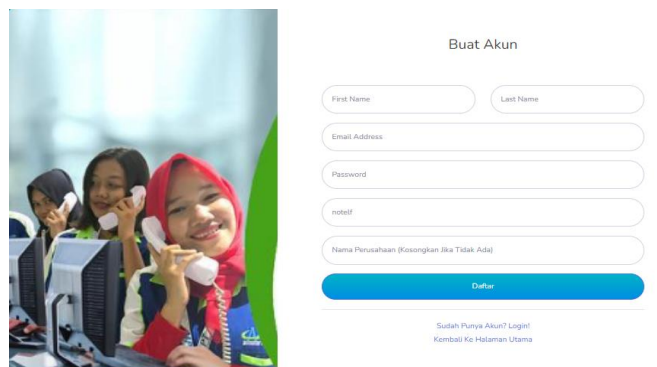 Buat Akun
First Name
Last Name
Email Address
Password
notelf
Nama Perusahaan (Kosongkan Jika Tidak Ada)
Daftar
Sudah Punya Akun? Login!
Kembali Ke Halaman Utama